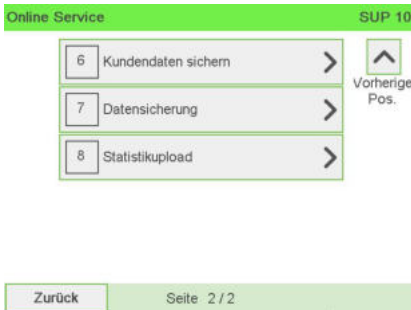 Online Service SUP 10
6 Kundendaten sichern
Vorherige
Pos.
7 Datensicherung
8 Statistikupload
Zurück Seite 2 / 2